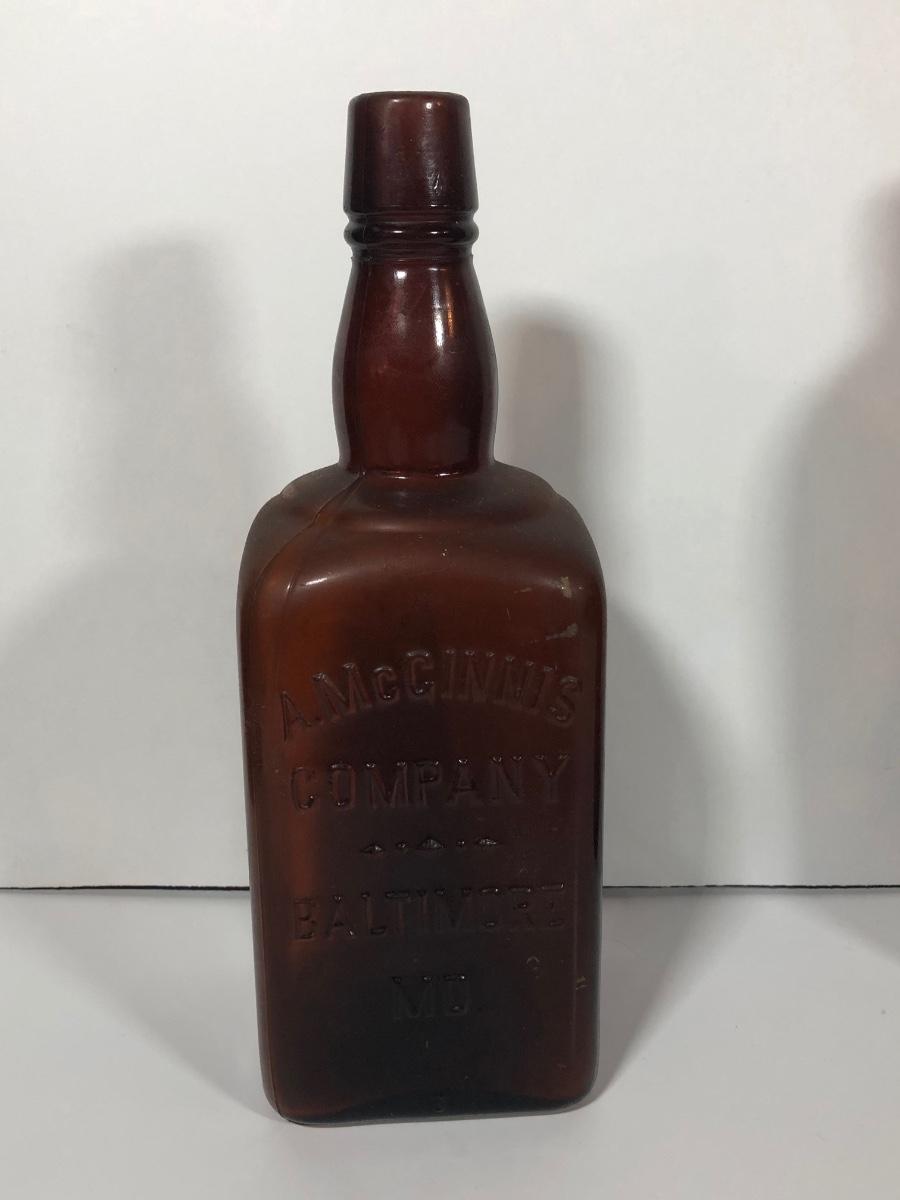 A. McGINNIS
COMPANY
BALTIMORE
MD.